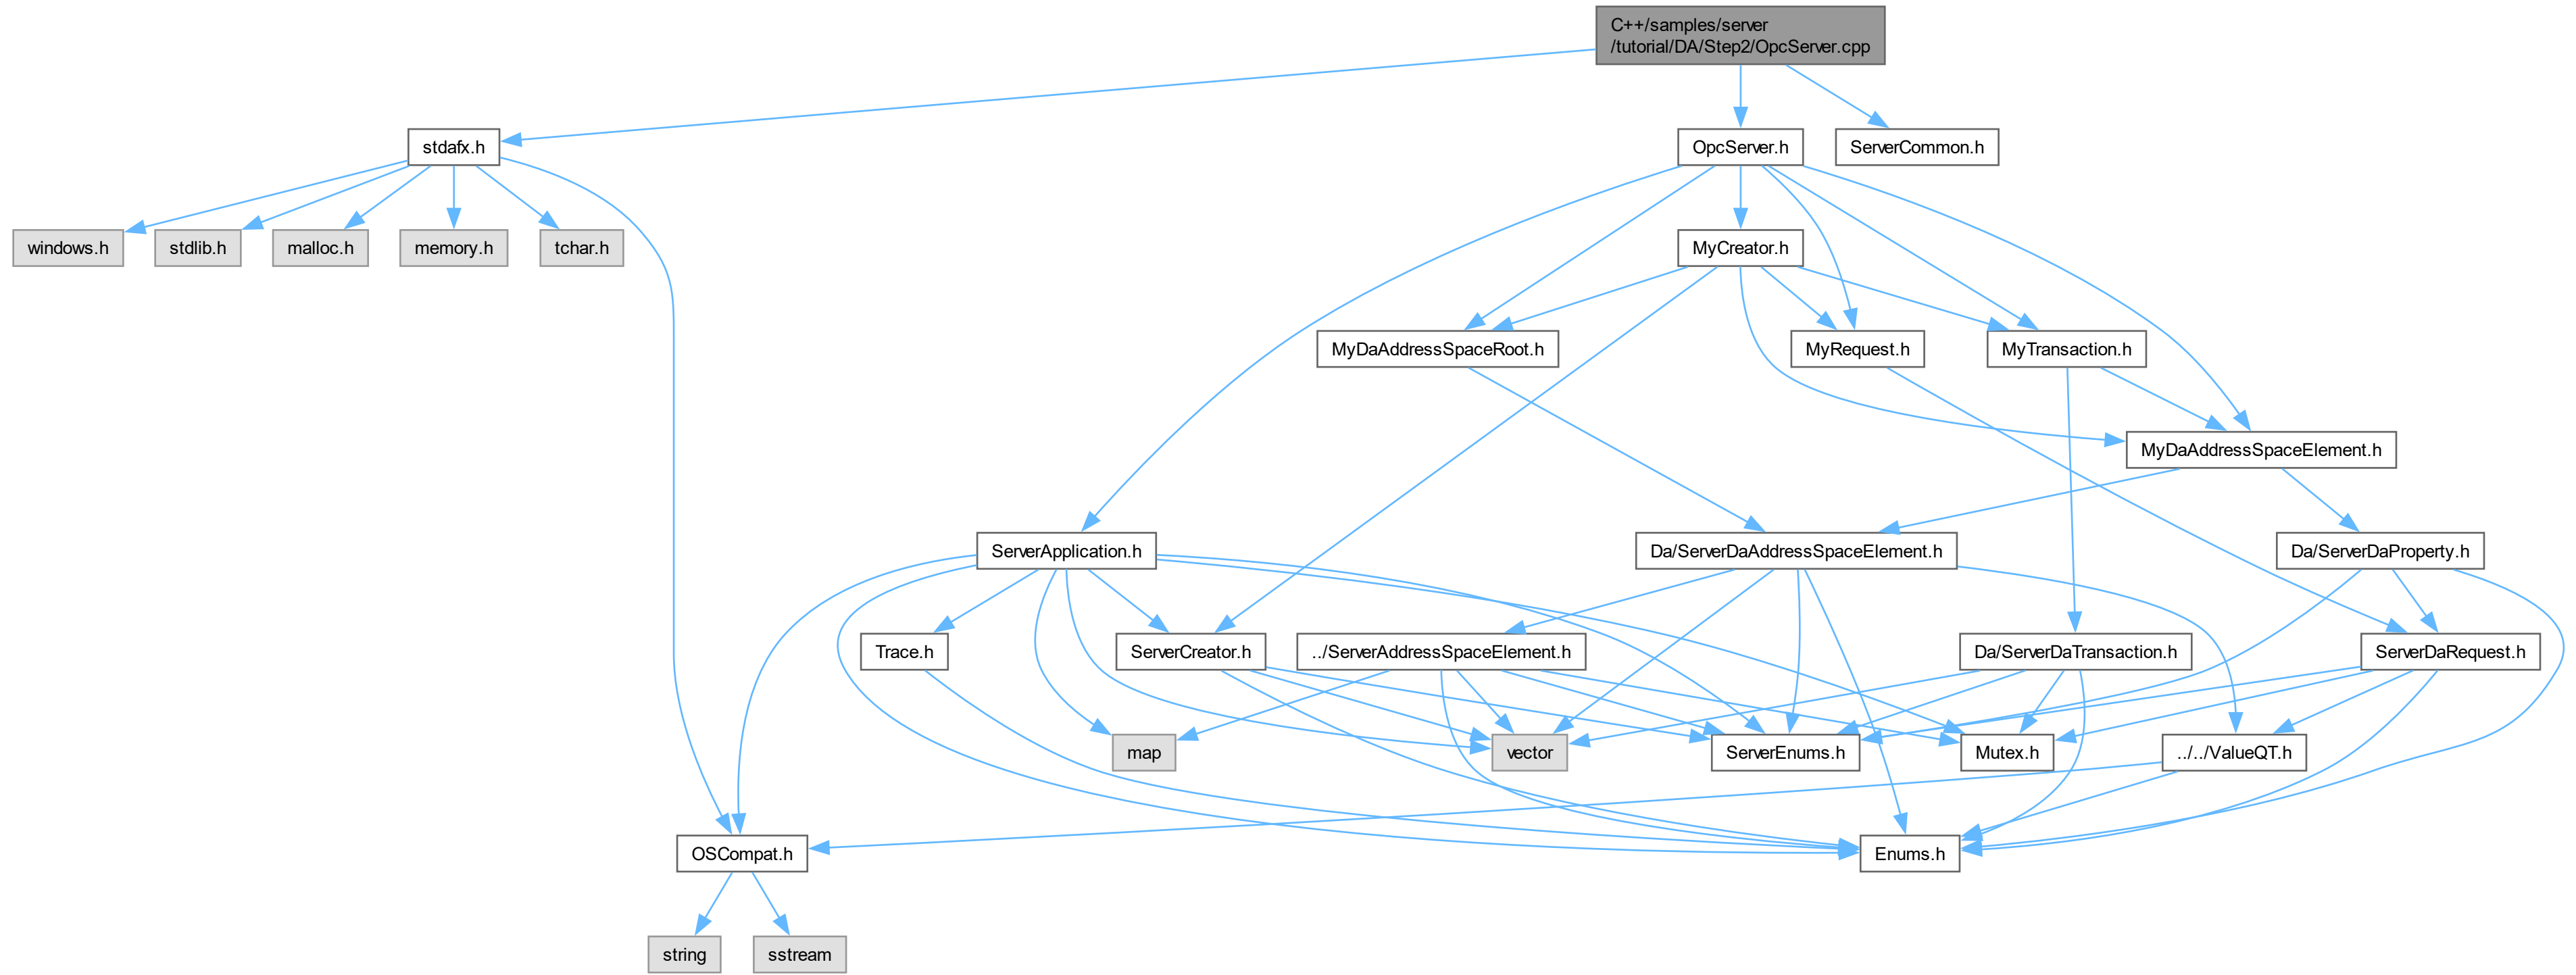 C++/samples/server
/tutorial/DA/Step2/OpcServer.cpp
stdafx.h
OpcServer.h
ServerCommon.h
windows.h
stdlib.h
malloc.h
memory.h
tchar.h
MyCreator.h
MyDaAddressSpaceRoot.h
MyRequest.h
MyTransaction.h
MyDaAddressSpaceElement.h
ServerApplication.h
Da/ServerDaAddressSpaceElement.h
Da/ServerDaProperty.h
Trace.h
ServerCreator.h
../ServerAddressSpaceElement.h
Da/ServerDaTransaction.h
ServerDaRequest.h
map
vector
ServerEnums.h
Mutex.h
../../ValueQT.h
OSCompat.h
Enums.h
string
sstream